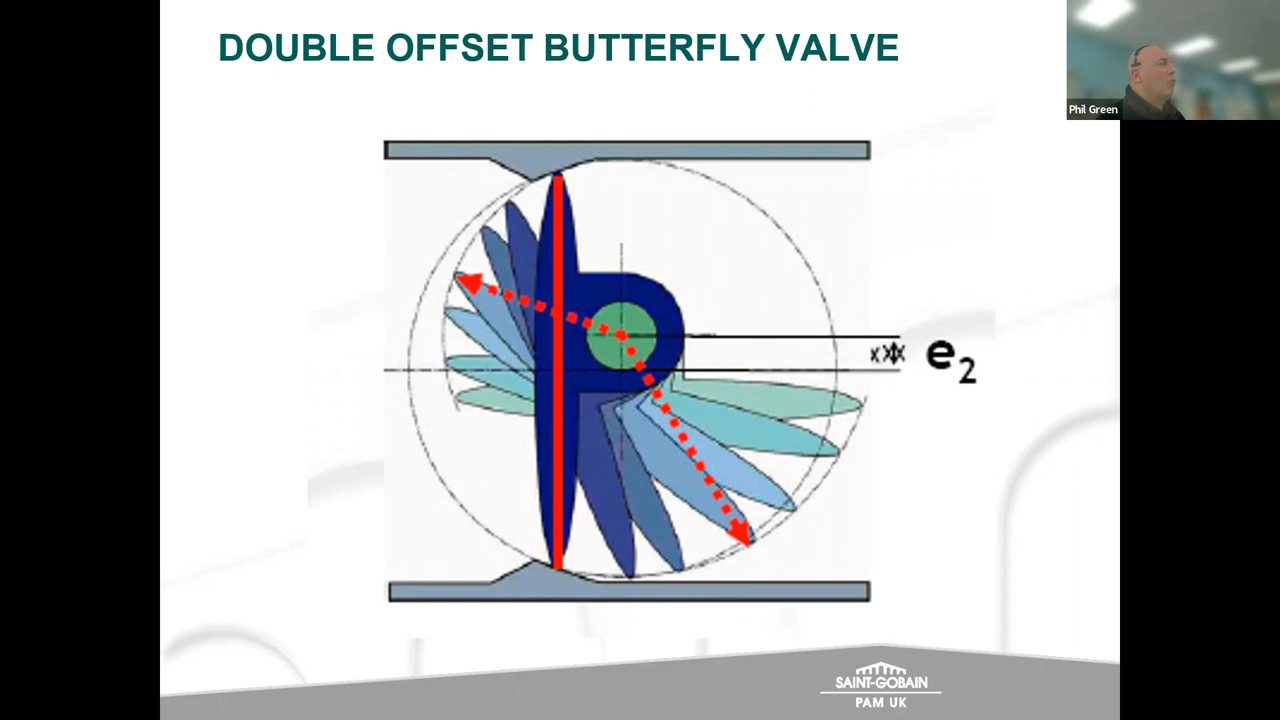 DOUBLE OFFSET BUTTERFLY VALVE
Phil Green
e2
SAINT-GOBAIN
PAM UK